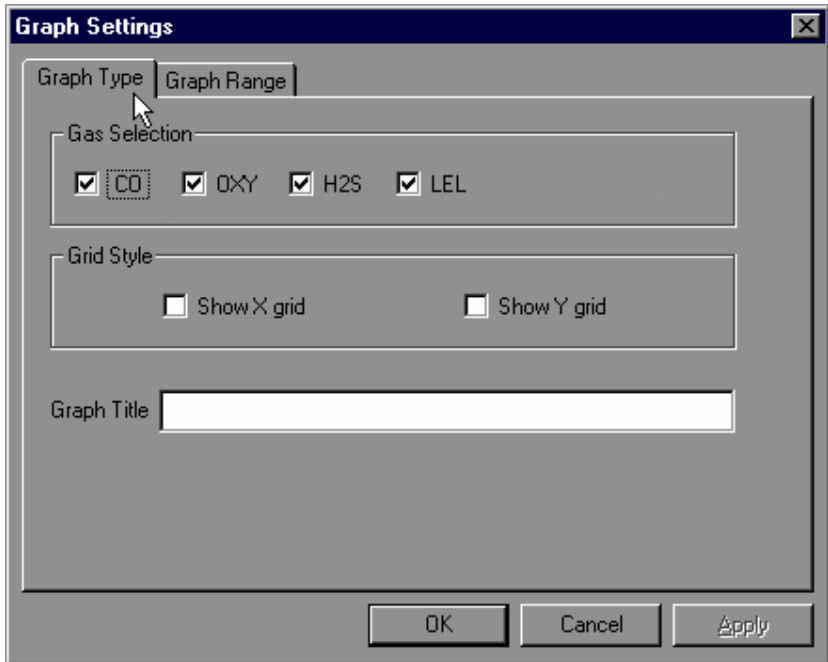 Graph Settings
Graph Type Graph Range
Gas Selection
CO OXY H2S LEL
Grid Style
Show X grid Show Y grid
Graph Title
OK Cancel Apply